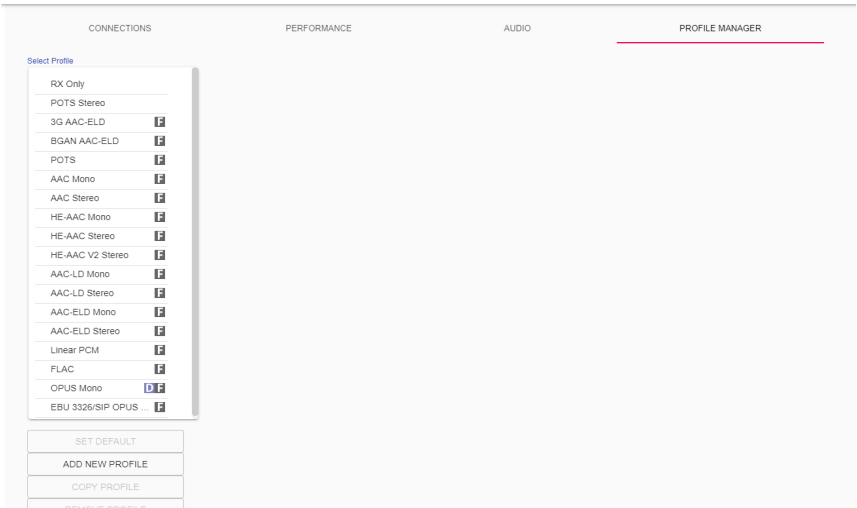 CONNECTIONS PERFORMANCE AUDIO PROFILE MANAGER
Select Profile
RX Only
POTS Stereo
3G AAC-ELD F
BGAN AAC-ELD F
POTS F
AAC Mono F
AAC Stereo F
HE-AAC Mono F
HE-AAC Stereo F
HE-AAC V2 Stereo F
AAC-LD Mono F
AAC-LD Stereo F
AAC-ELD Mono F
AAC-ELD Stereo F
Linear PCM F
FLAC F
OPUS Mono D F
EBU 3326/SIP OPUS ... F
SET DEFAULT
ADD NEW PROFILE
COPY PROFILE
REMOVE PROFILE